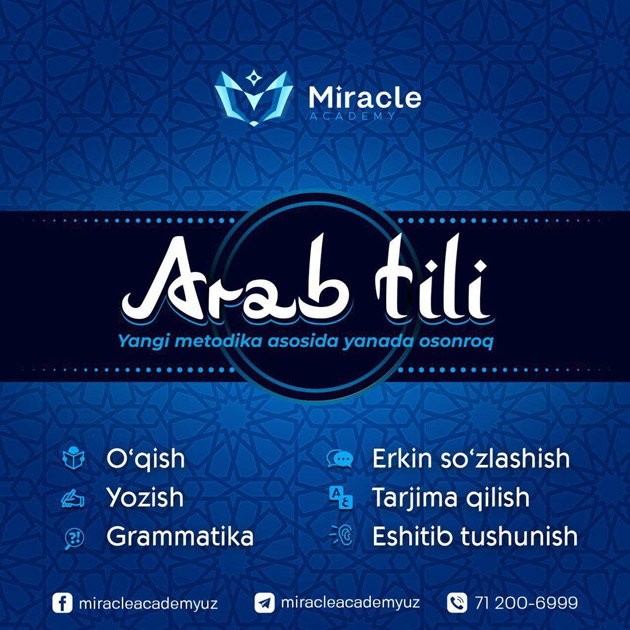 Miracle
ACADEMY
Arab tili
Yangi metodika asosida yanada osonroq
O‘qish
Yozish
Grammatika
Erkin so‘zlashish
Tarjima qilish
Eshitib tushunish
miracleacademyuz
miracleacademyuz
71 200-6999